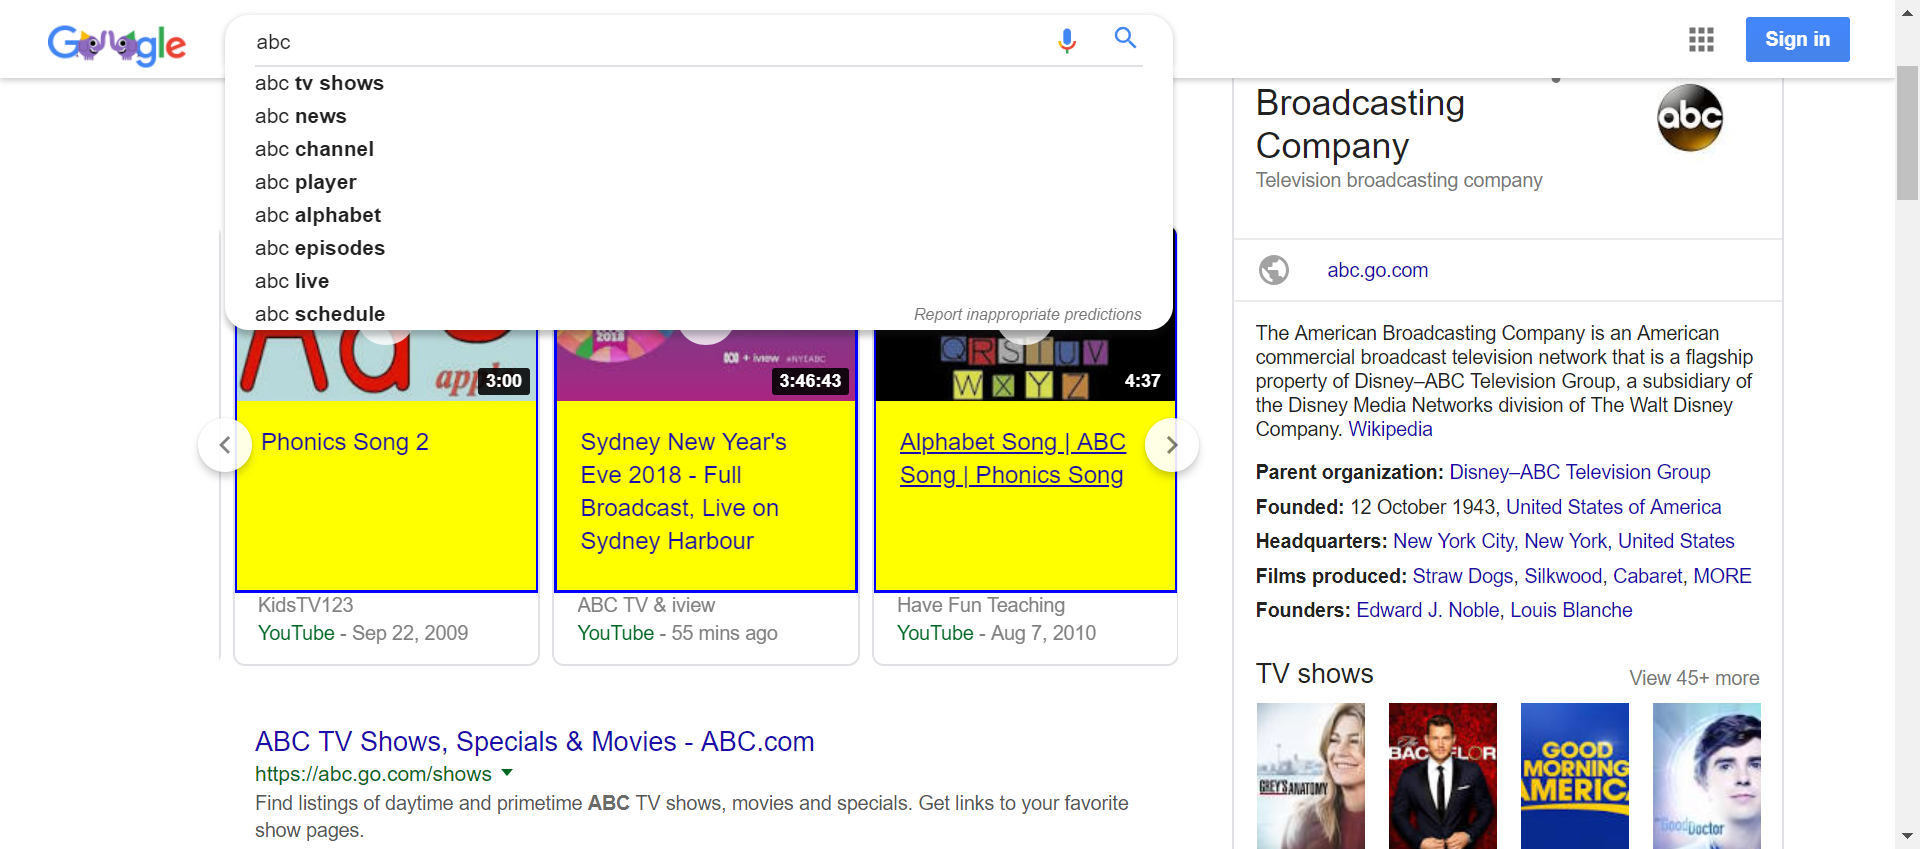 Google
abc
Sign in
abc tv shows
abc news
abc channel
abc player
abc alphabet
abc episodes
abc live
abc schedule
Report inappropriate predictions
Aa
apple
3:00
2018
+ iview #NYEABC
3:46:43
QRSTUV
WXYZ
4:37
Phonics Song 2
KidsTV123
YouTube - Sep 22, 2009
Sydney New Year's
Eve 2018 - Full
Broadcast, Live on
Sydney Harbour
ABC TV & iview
YouTube - 55 mins ago
Alphabet Song | ABC
Song | Phonics Song
Have Fun Teaching
YouTube - Aug 7, 2010
ABC TV Shows, Specials & Movies - ABC.com
https://abc.go.com/shows
Find listings of daytime and primetime ABC TV shows, movies and specials. Get links to your favorite
show pages.
Broadcasting
Company
abc
Television broadcasting company
abc.go.com
The American Broadcasting Company is an American
commercial broadcast television network that is a flagship
property of Disney–ABC Television Group, a subsidiary of
the Disney Media Networks division of The Walt Disney
Company. Wikipedia
Parent organization: Disney–ABC Television Group
Founded: 12 October 1943, United States of America
Headquarters: New York City, New York, United States
Films produced: Straw Dogs, Silkwood, Cabaret, MORE
Founders: Edward J. Noble, Louis Blanche
TV shows
View 45+ more
GREY'S ANATOMY
The
BACHELOR
GOOD
MORNING
AMERICA
the Good Doctor